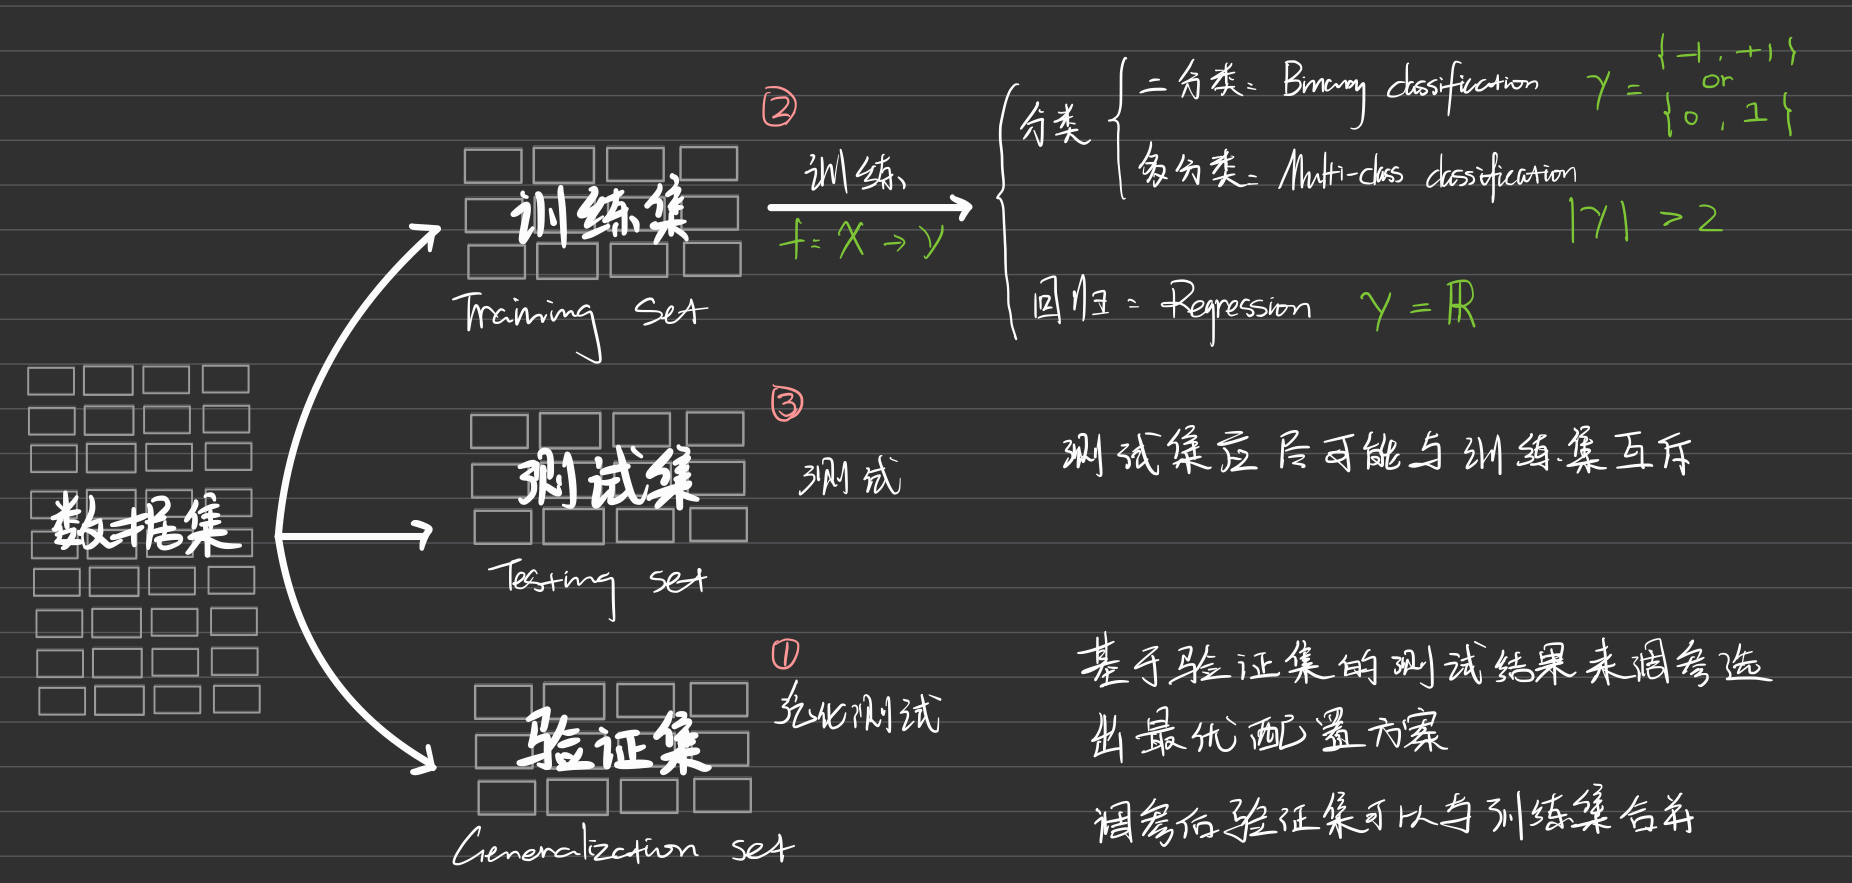 数据集
②
训练集
Training set
训练
f: X → y
分类
二分类: Binary classification
Y = {-1, +1}
or
{0, 1}
多分类: Multi-class classification
|Y| > 2
回归: Regression Y = ℝ
③
测试集
Testing set
测试
测试集应尽可能与训练集互斥
①
验证集
Generalization set
泛化测试
基于验证集的测试结果来调参选
出最优配置方案
调参后验证集可以与训练集合并